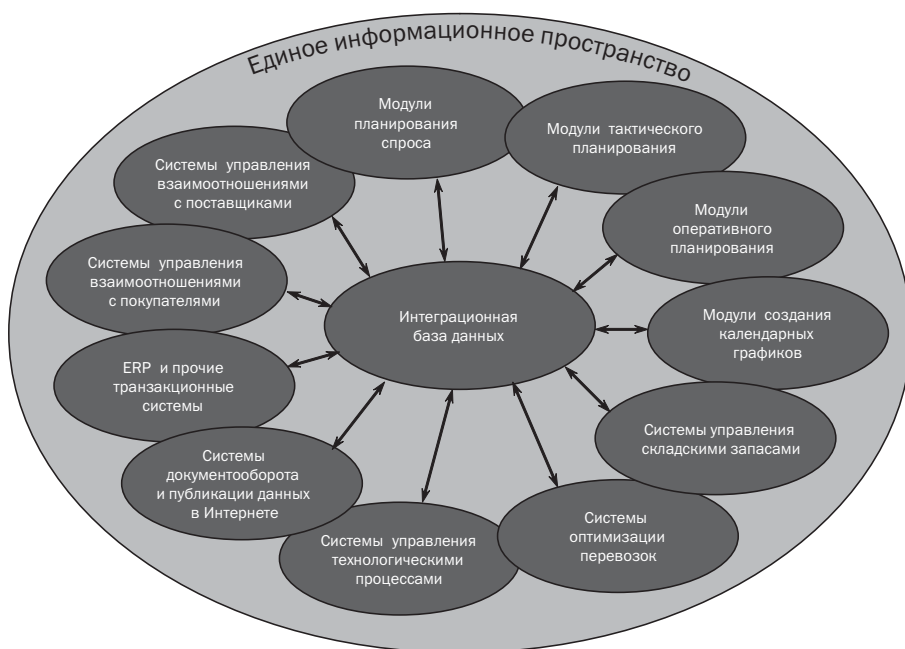 Единое информационное пространство
Модули
планирования
спроса
Модули тактического
планирования
Системы управления
взаимоотношениями
с поставщиками
Модули
оперативного
планирования
Системы управления
взаимоотношениями
с покупателями
Интеграционная
база данных
Модули создания
календарных
графиков
ERP и прочие
транзакционные
системы
Системы управления
складскими запасами
Системы
документооборота
и публикации данных
в Интернете
Системы управления
технологическими
процессами
Системы
оптимизации
перевозок